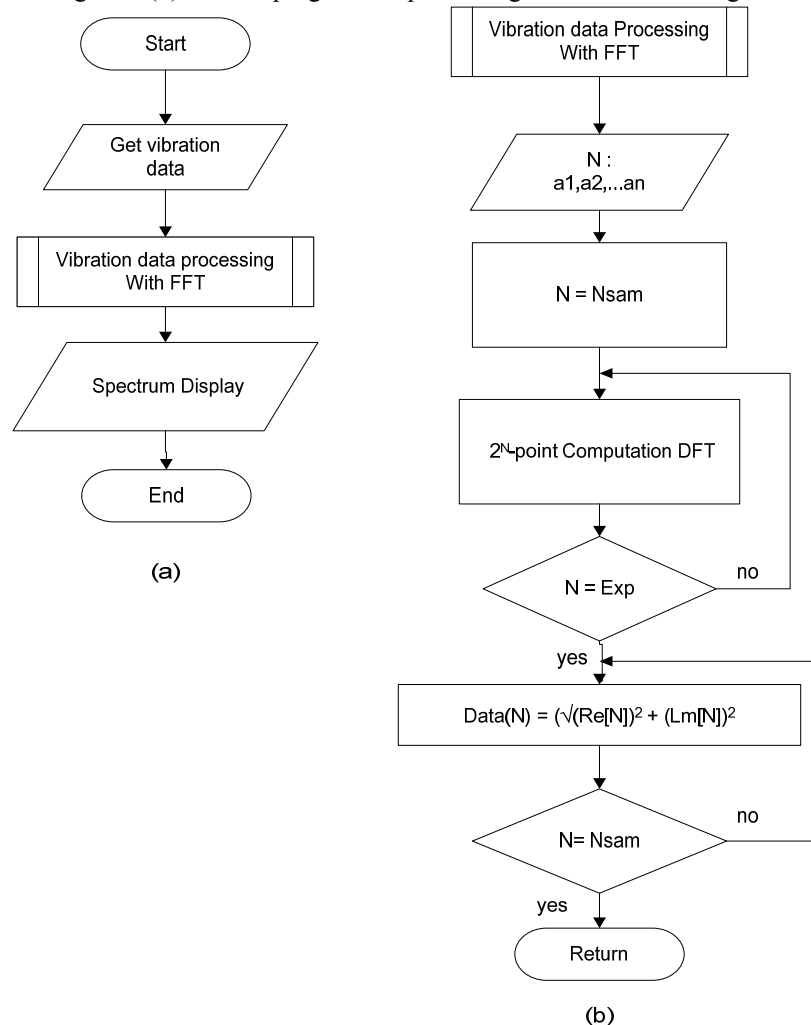 Start
Get vibration
data
Vibration data processing
With FFT
Spectrum Display
End
(a)
Vibration data Processing
With FFT
N :
a1,a2,...an
N = Nsam
2ᴺ-point Computation DFT
N = Exp
no
yes
Data(N) = (√(Re[N])² + (Lm[N])²
N= Nsam
no
yes
Return
(b)